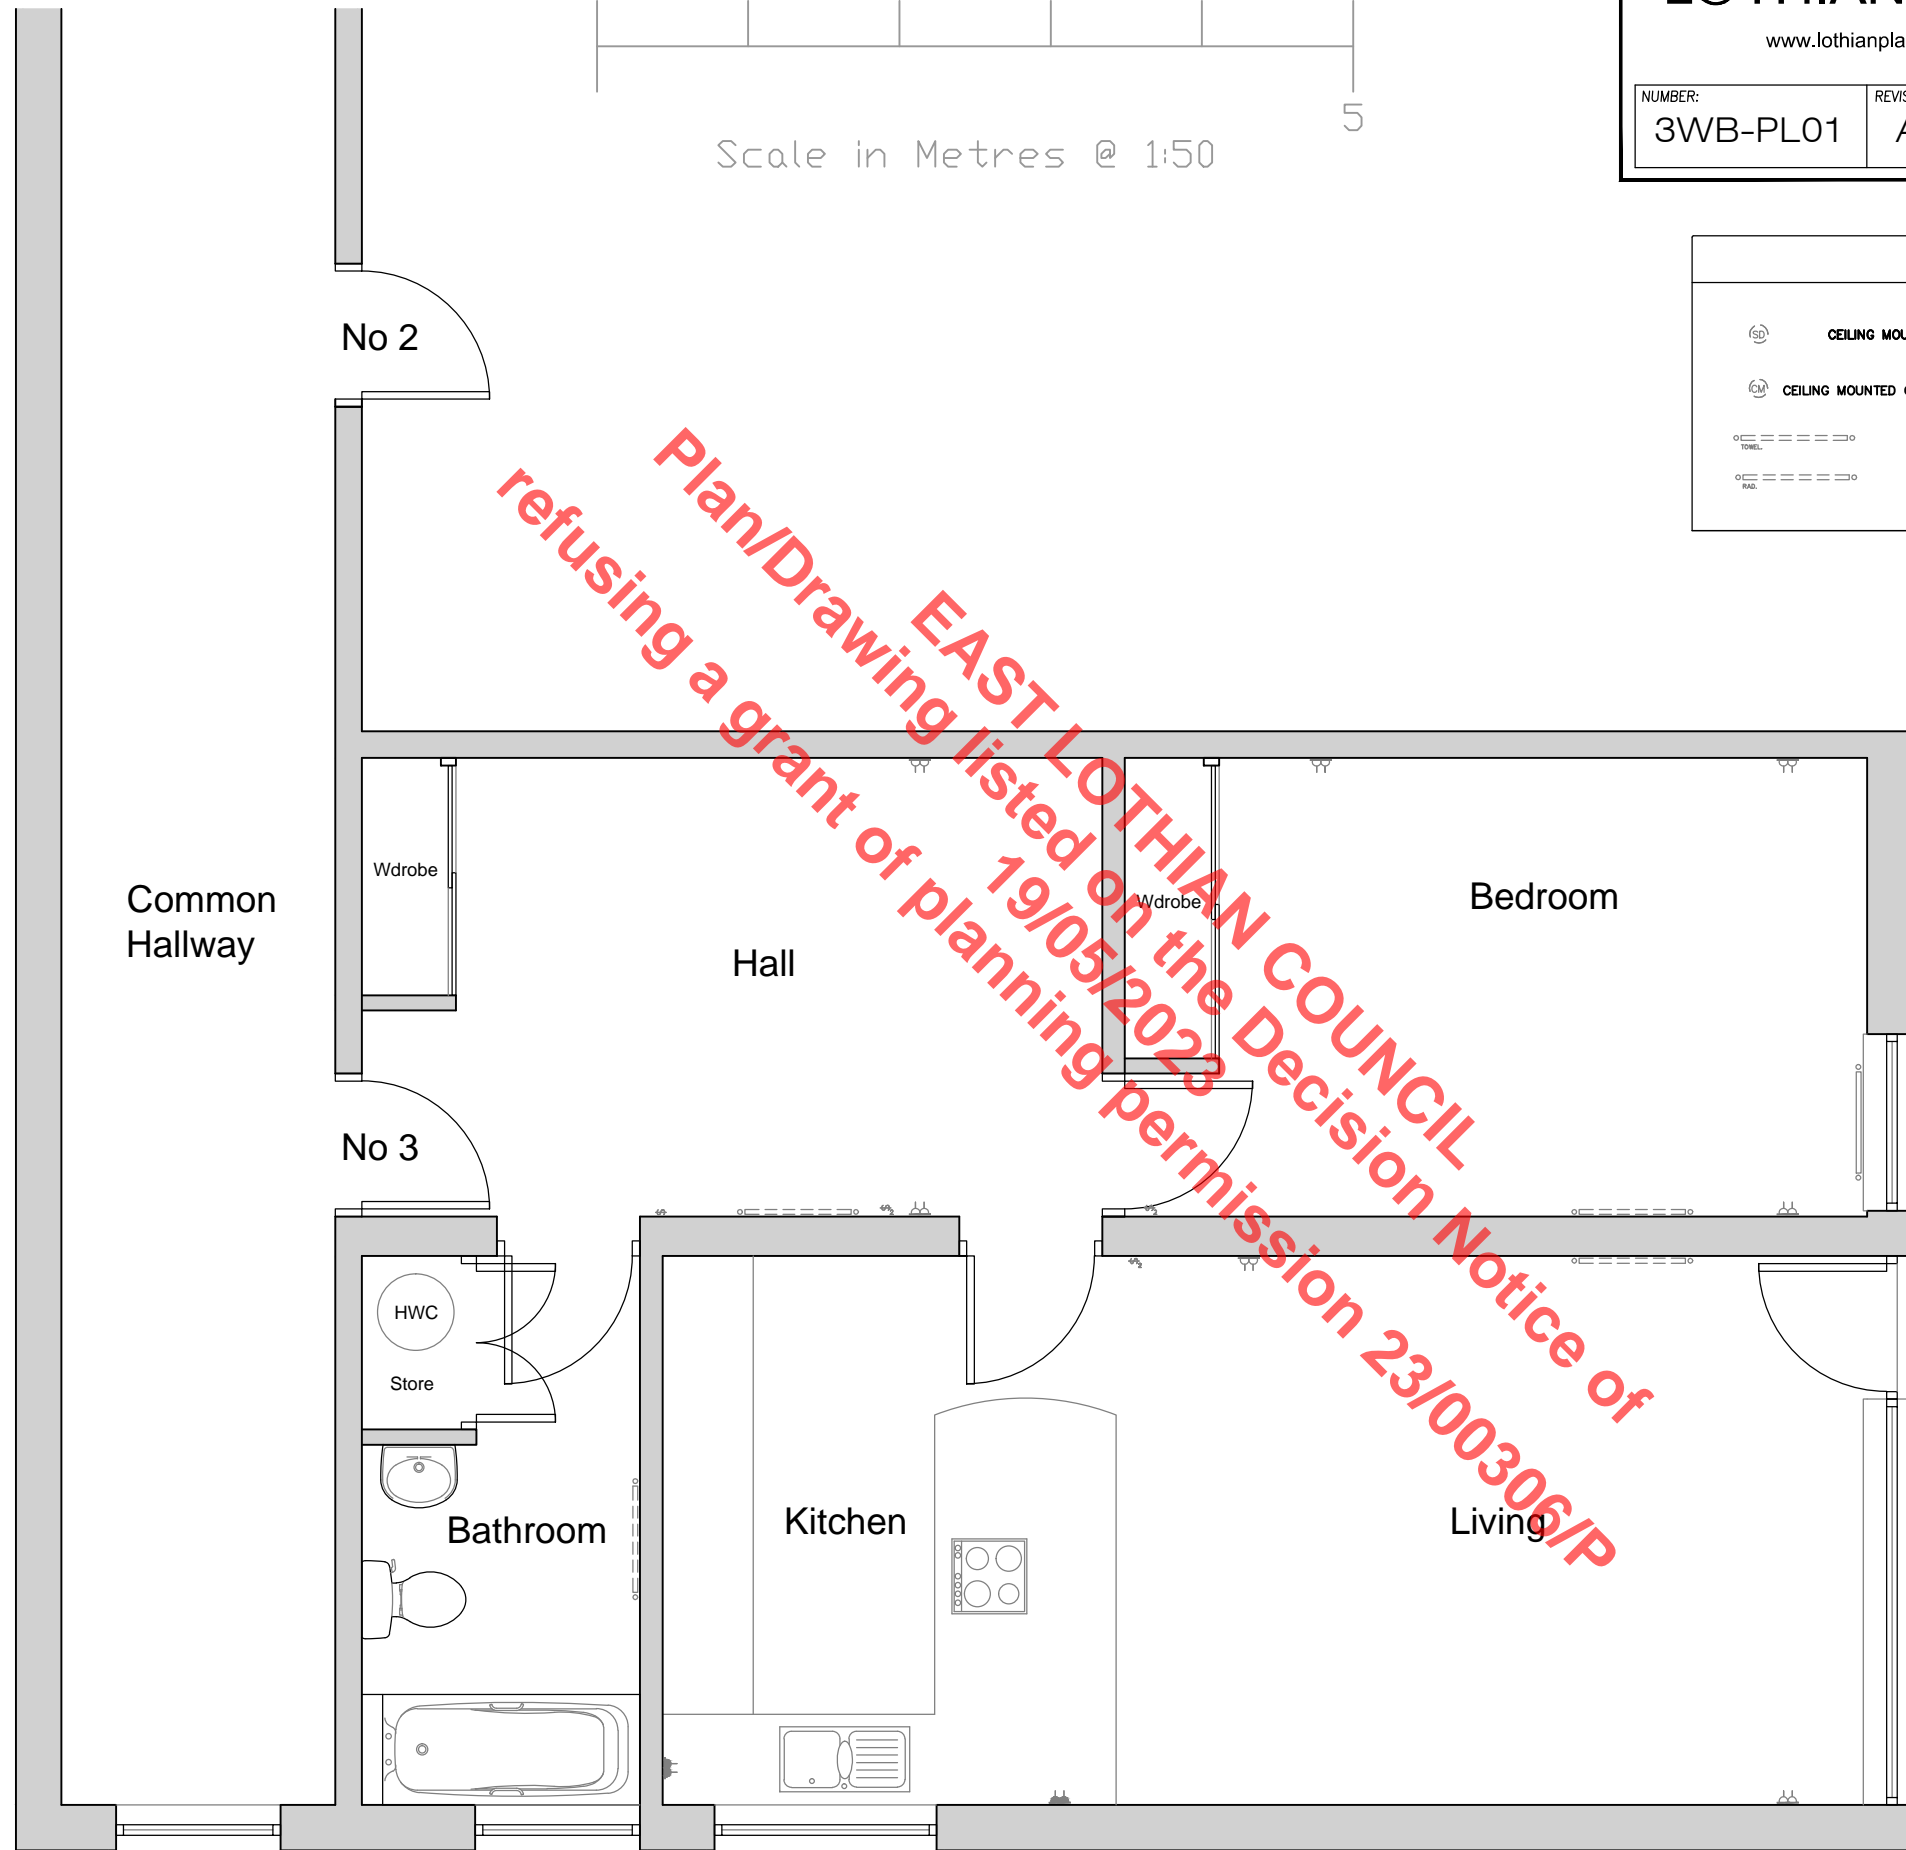 www.lothianpla
NUMBER:
3WB-PL01
5
Scale in Metres @ 1:50
No 2
CEILING MOU
SD
CM
CEILING MOUNTED
TOWEL.
RAD.
EAST LOTHIAN COUNCIL
Plan/Drawing listed on the Decision Notice of
19/05/2023
refusing a grant of planning permission 23/00306/P
Wdrobe
Wdrobe
Bedroom
Common
Hallway
Hall
No 3
HWC
Store
Bathroom
Kitchen
Living